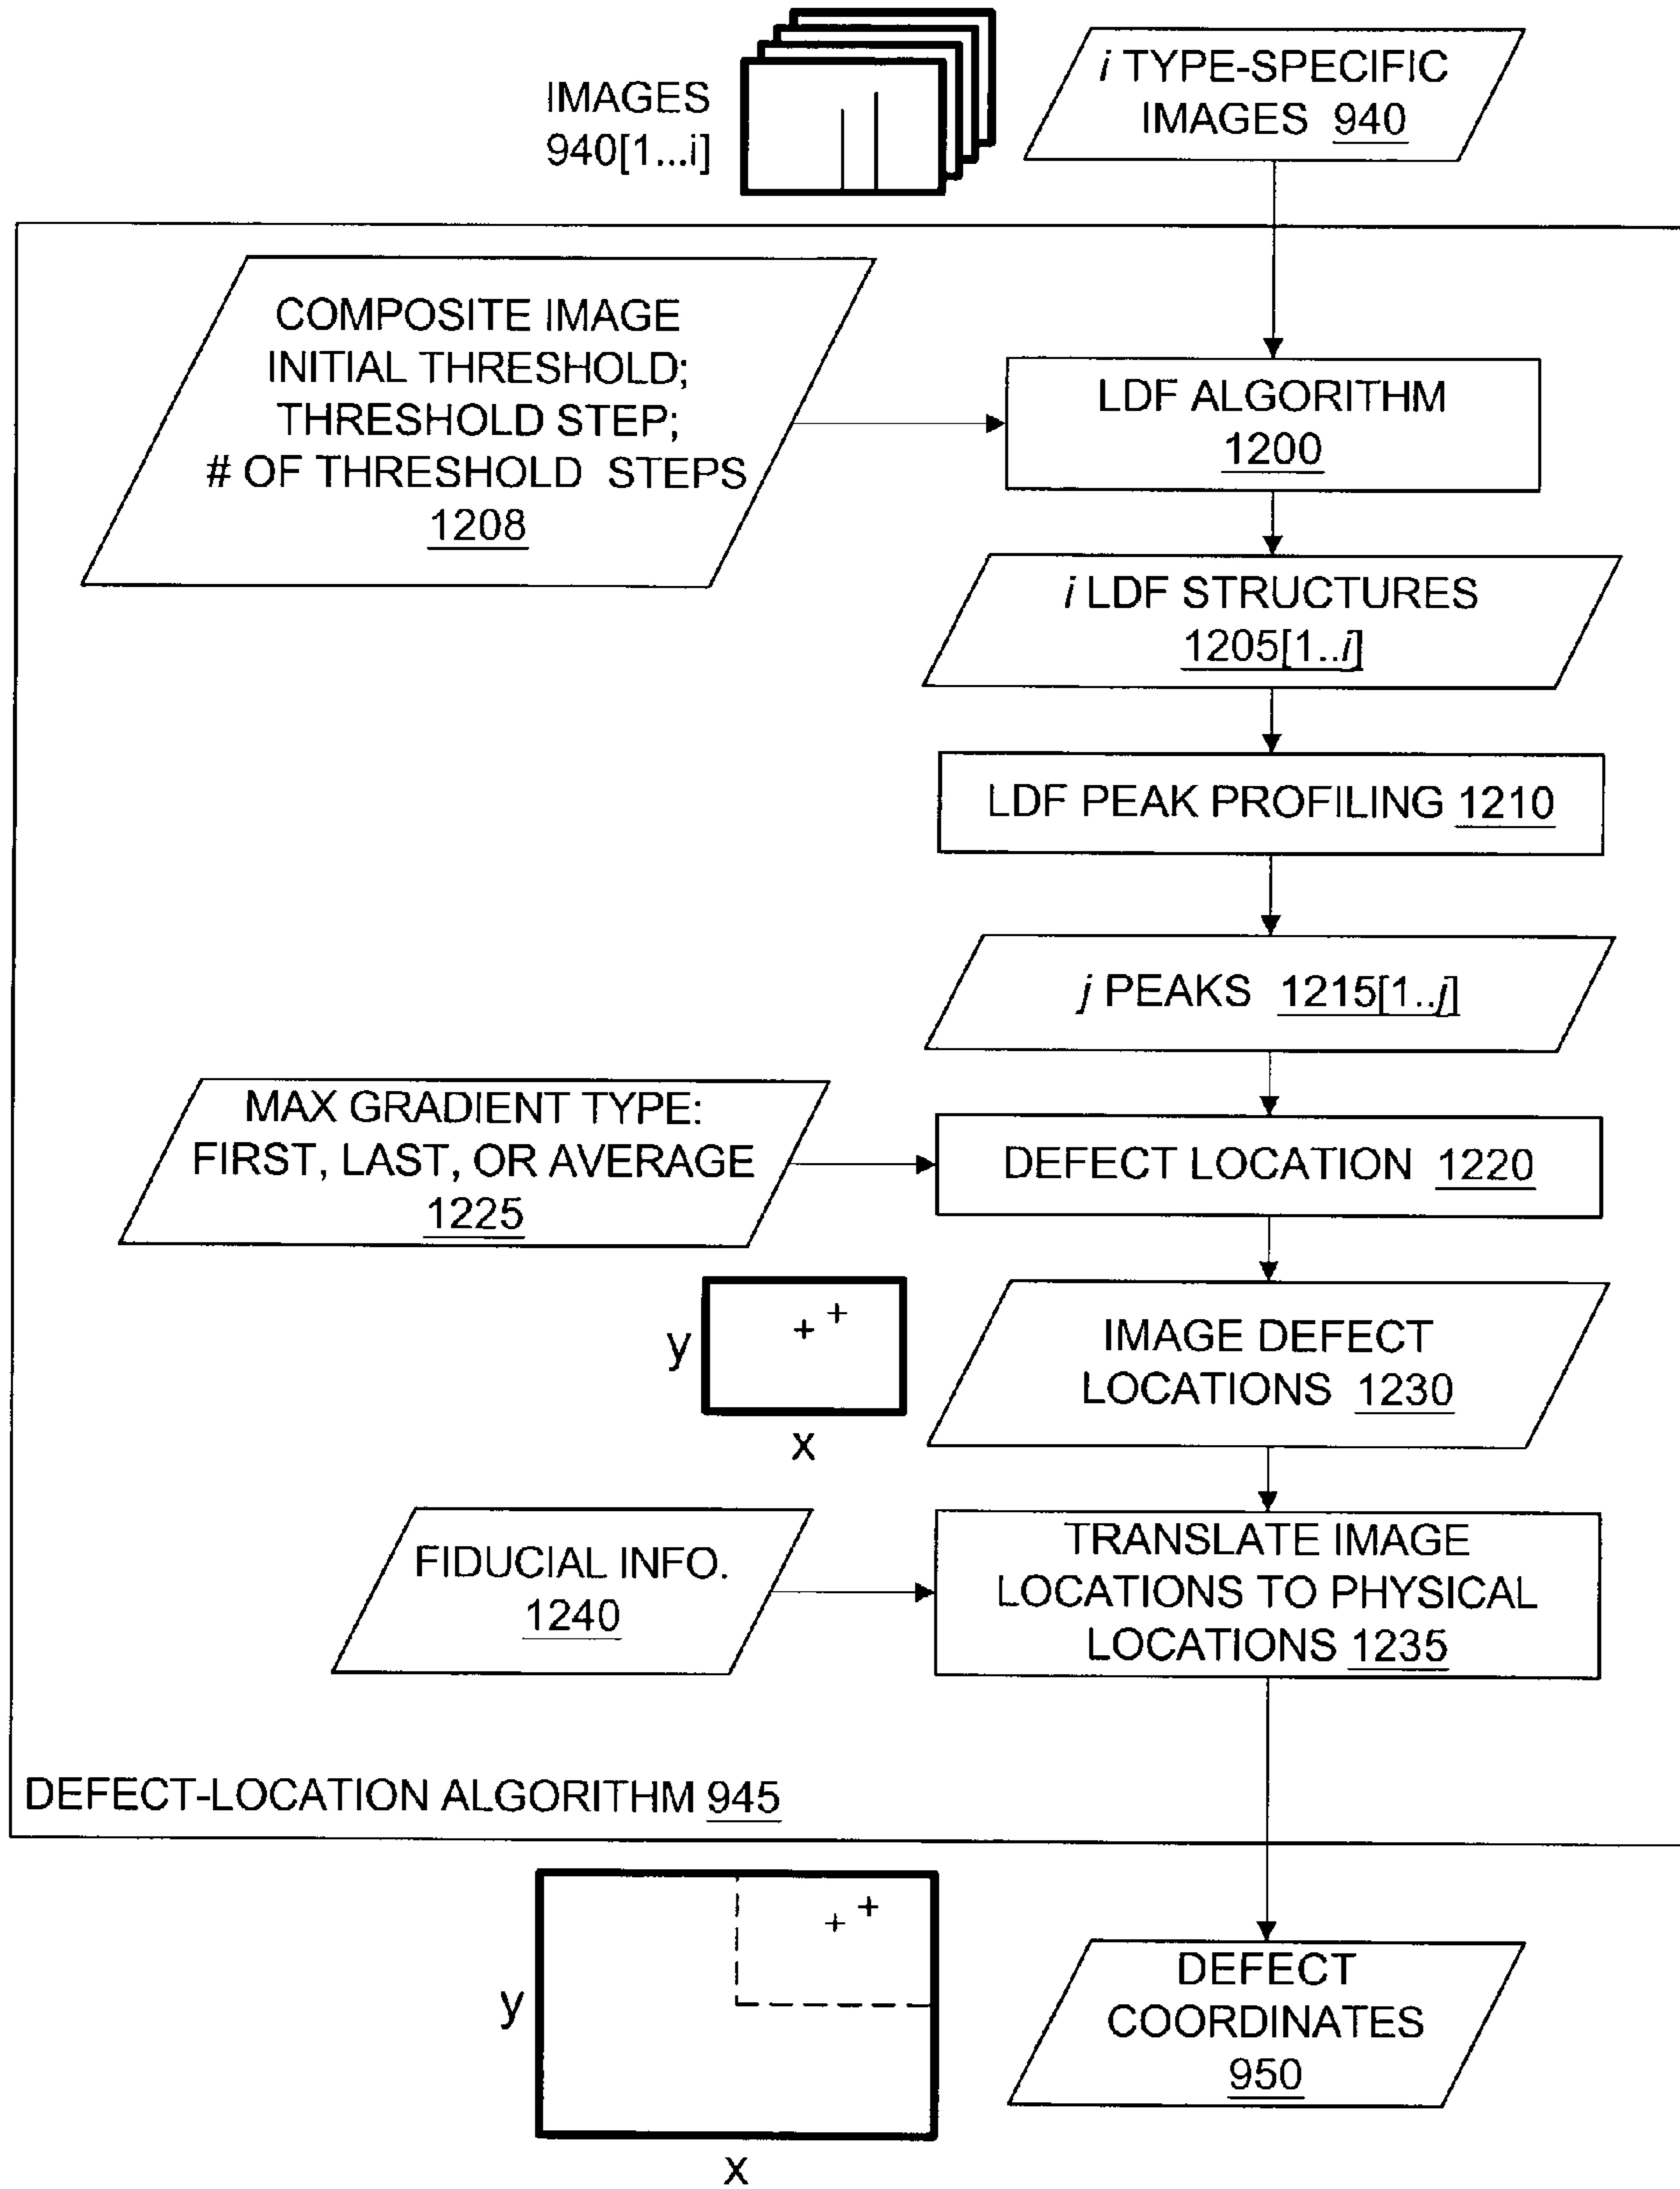 IMAGES
940[1...i]
i TYPE-SPECIFIC
IMAGES 940
COMPOSITE IMAGE
INITIAL THRESHOLD;
THRESHOLD STEP;
# OF THRESHOLD STEPS
1208
LDF ALGORITHM
1200
i LDF STRUCTURES
1205[1..i]
LDF PEAK PROFILING 1210
j PEAKS 1215[1..j]
MAX GRADIENT TYPE:
FIRST, LAST, OR AVERAGE
1225
DEFECT LOCATION 1220
y
x
IMAGE DEFECT
LOCATIONS 1230
FIDUCIAL INFO.
1240
TRANSLATE IMAGE
LOCATIONS TO PHYSICAL
LOCATIONS 1235
DEFECT-LOCATION ALGORITHM 945
y
x
DEFECT
COORDINATES
950